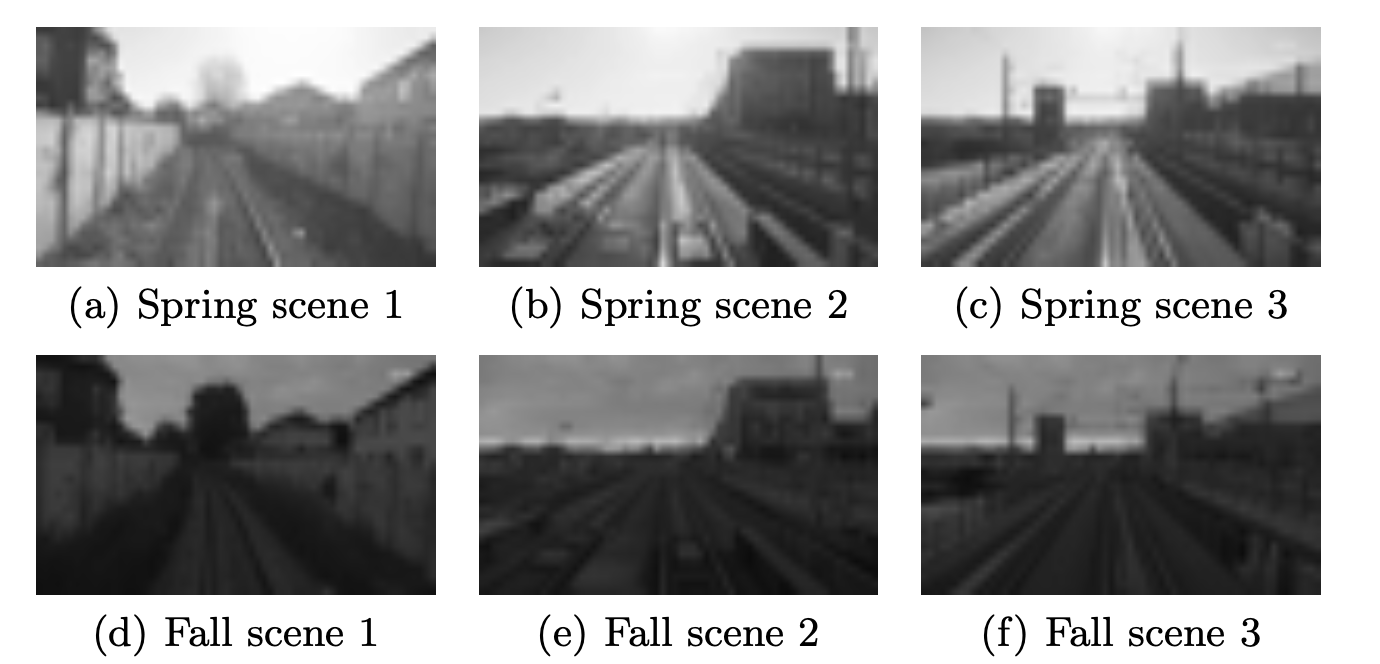 (a) Spring scene 1
(b) Spring scene 2
(c) Spring scene 3
(d) Fall scene 1
(e) Fall scene 2
(f) Fall scene 3